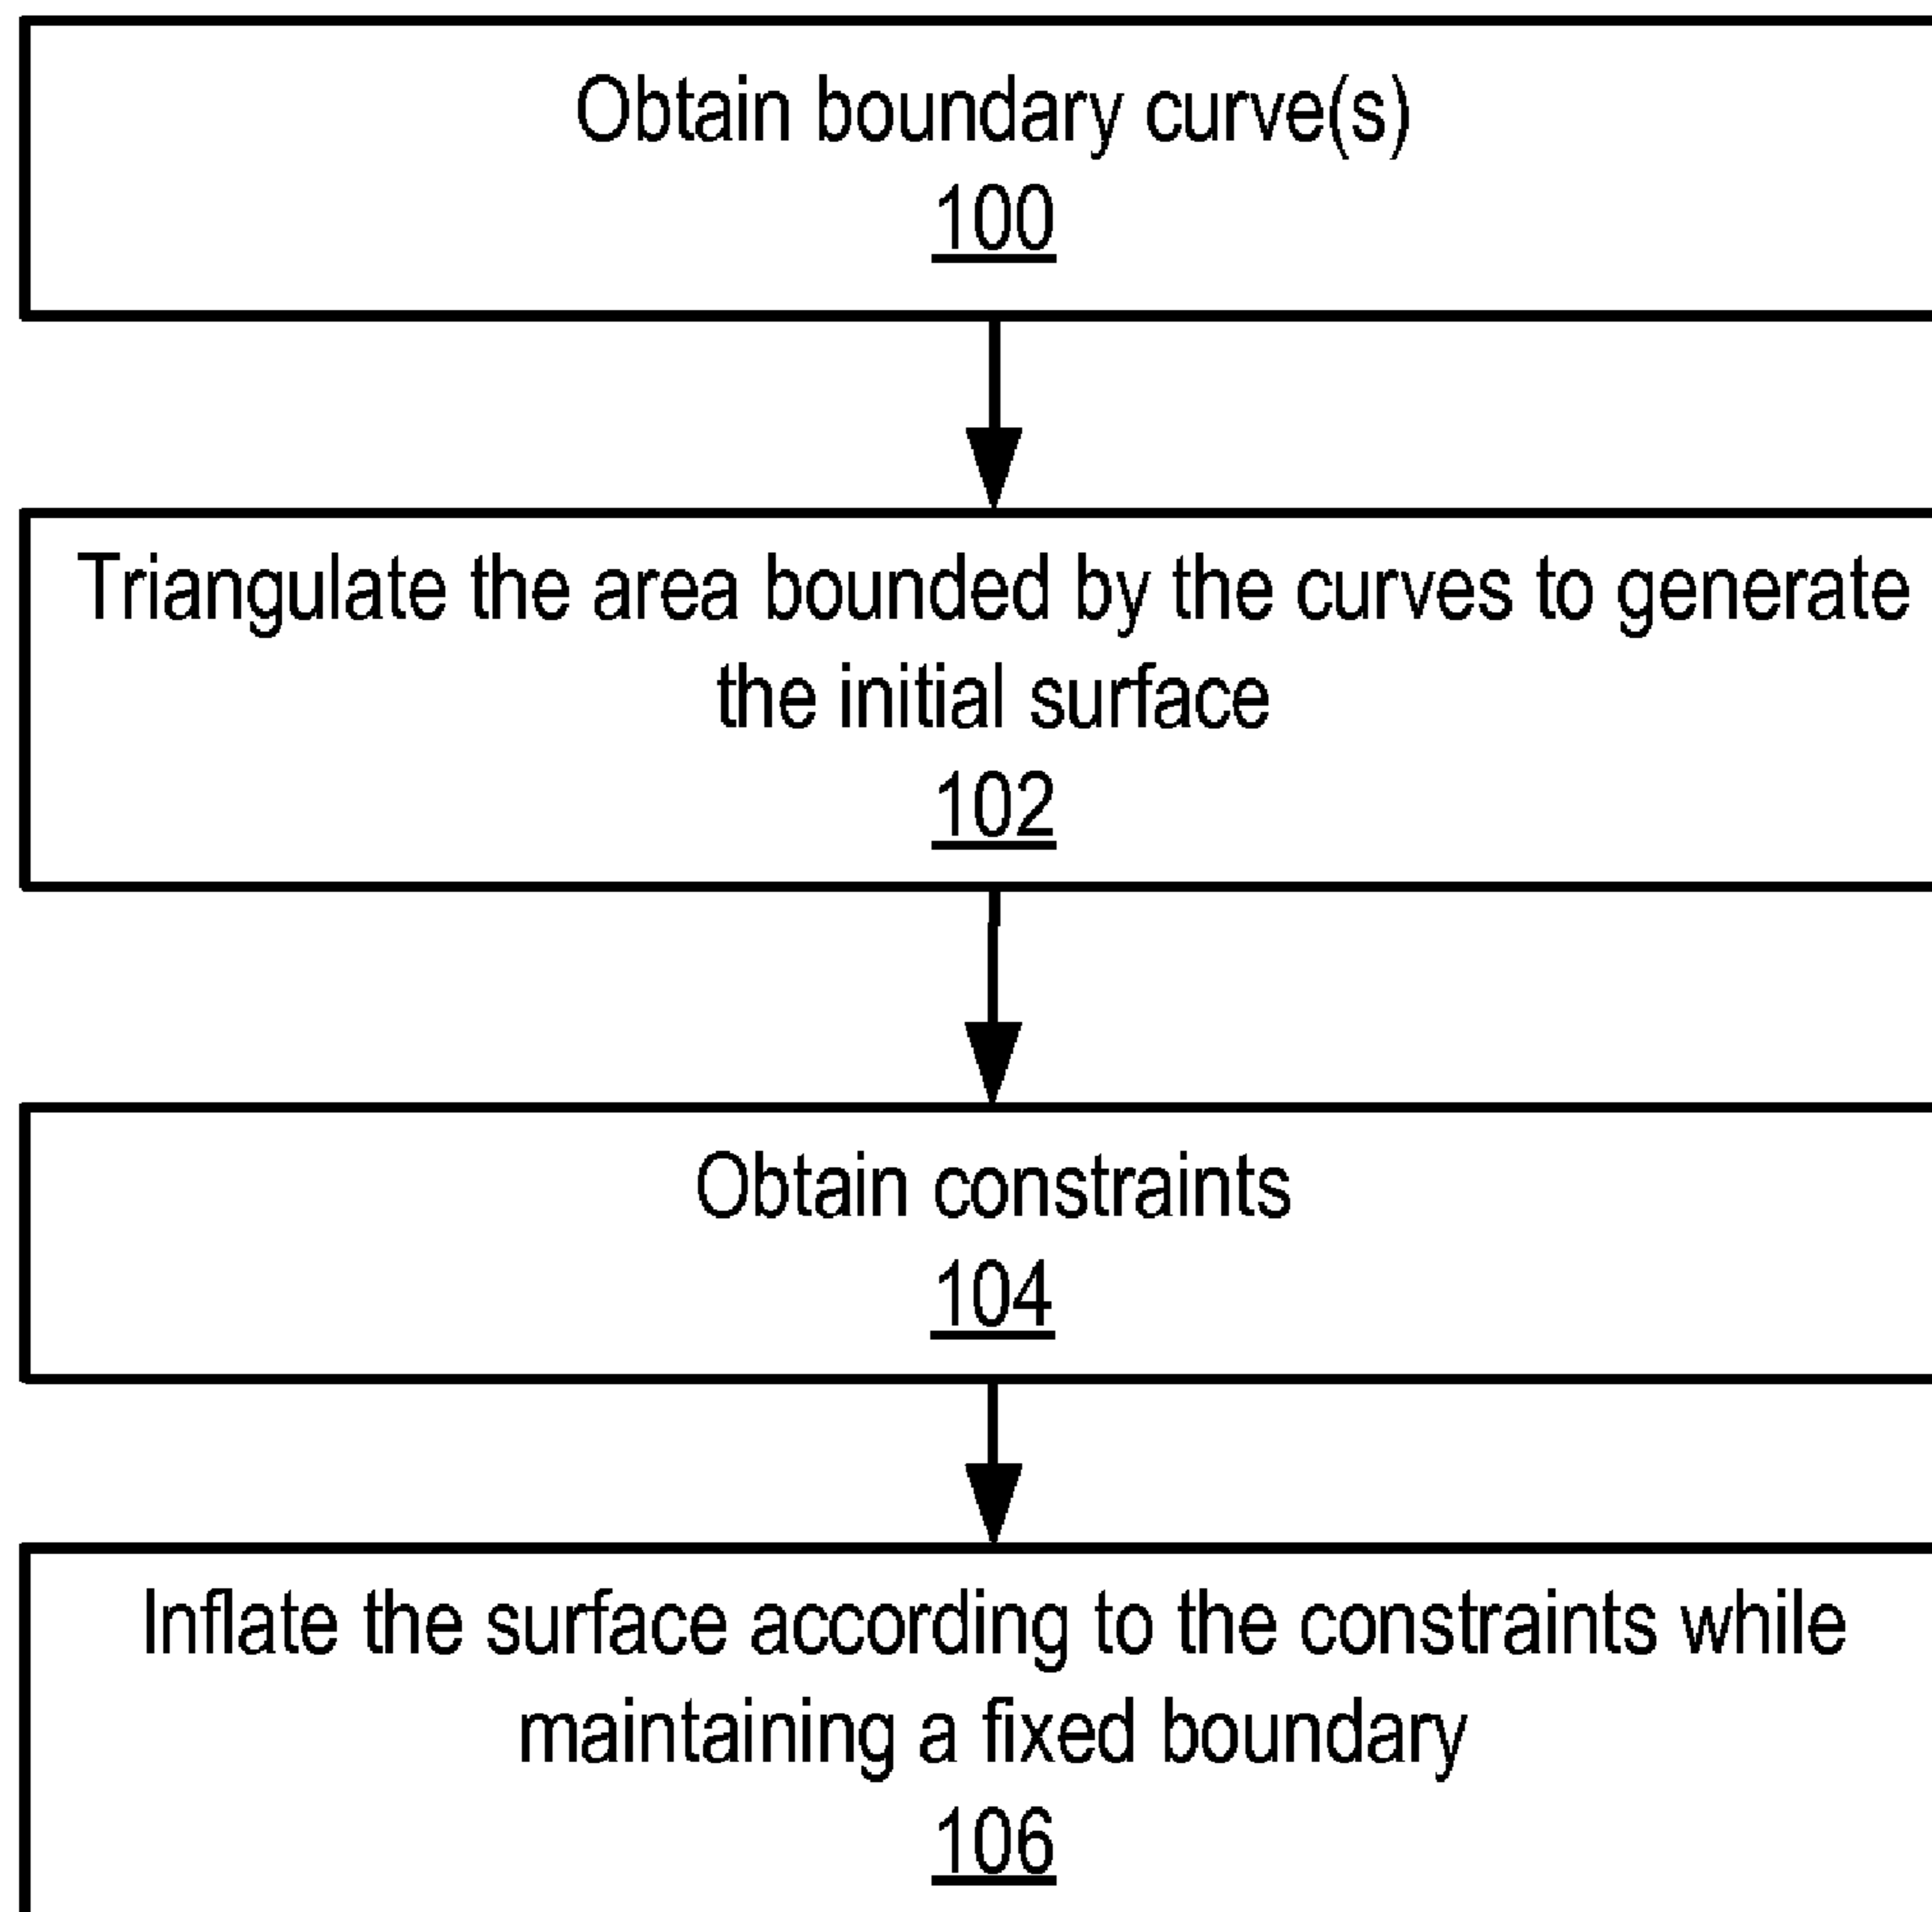 Obtain boundary curve(s)
100
Triangulate the area bounded by the curves to generate
the initial surface
102
Obtain constraints
104
Inflate the surface according to the constraints while
maintaining a fixed boundary
106